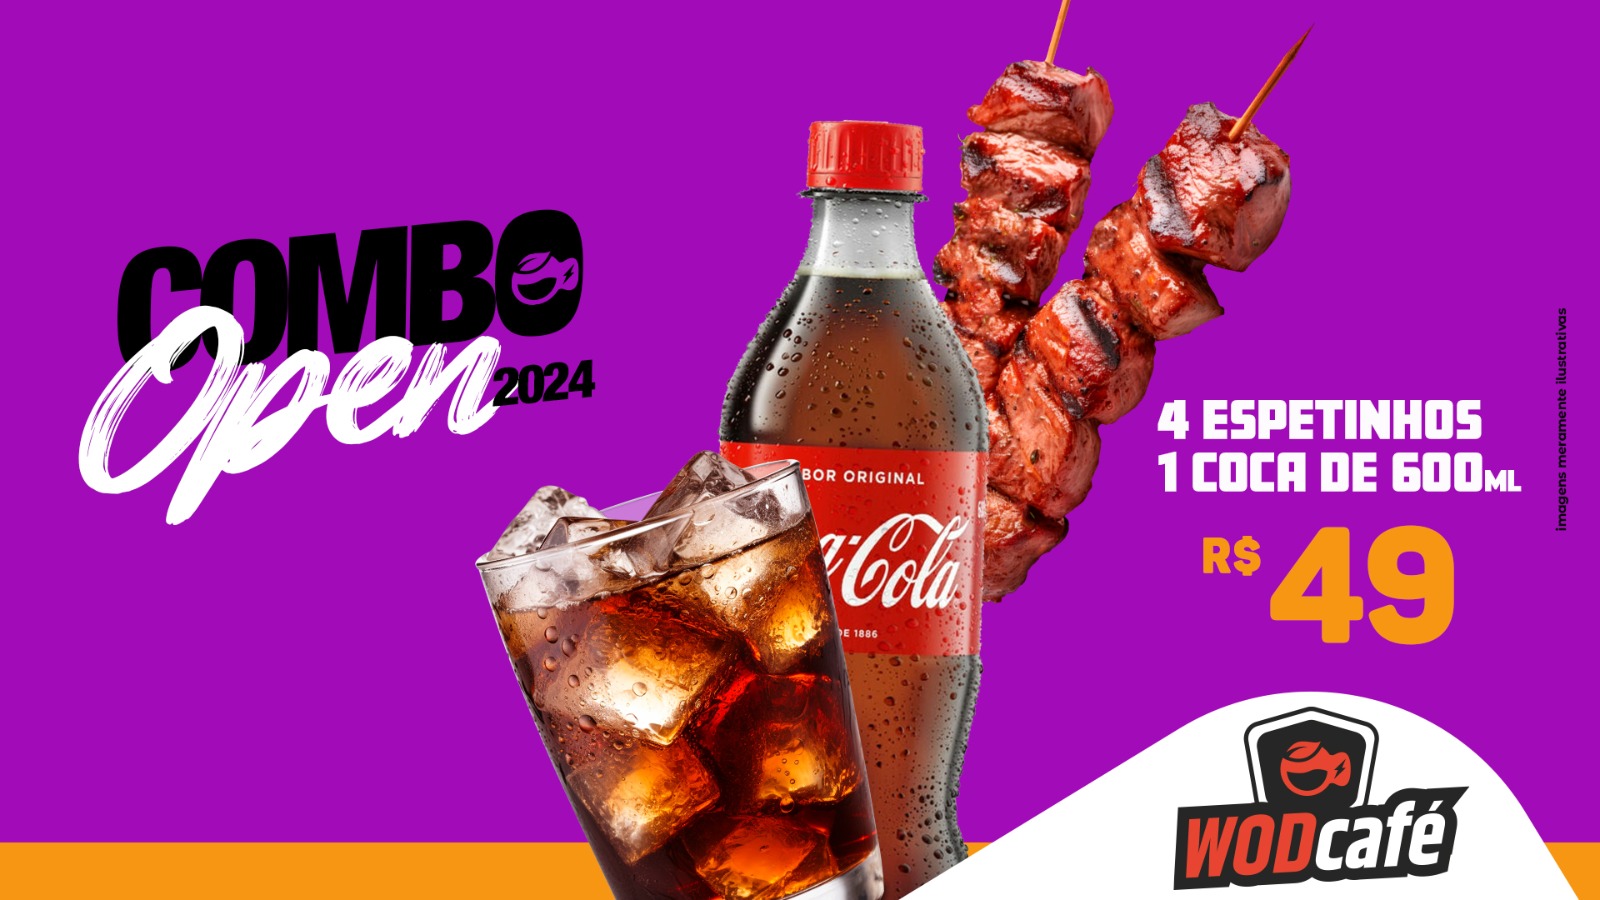 COMBO
Open 2024
BOR ORIGINAL
a-Cola
DE 1886
4 ESPETINHOS
1 COCA DE 600ML
R$ 49
imagens meramente ilustrativas
WODcafé